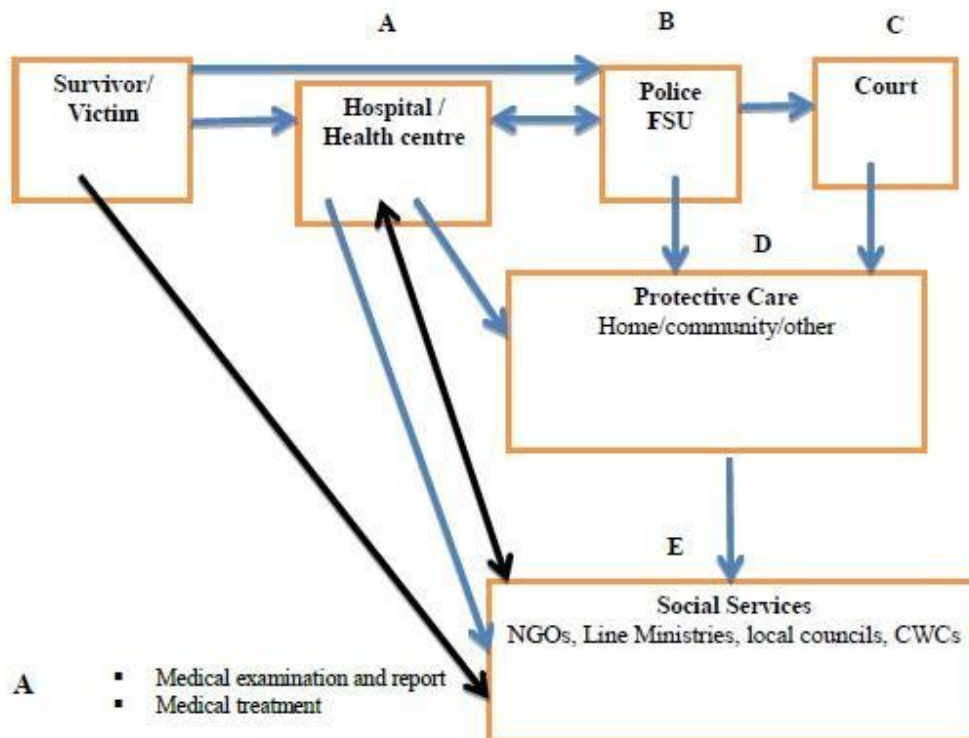 A
B
C
Survivor/
Victim
Hospital /
Health centre
Police
FSU
Court
D
Protective Care
Home/community/other
E
Social Services
NGOs, Line Ministries, local councils, CWCs
A
▪ Medical examination and report
▪ Medical treatment